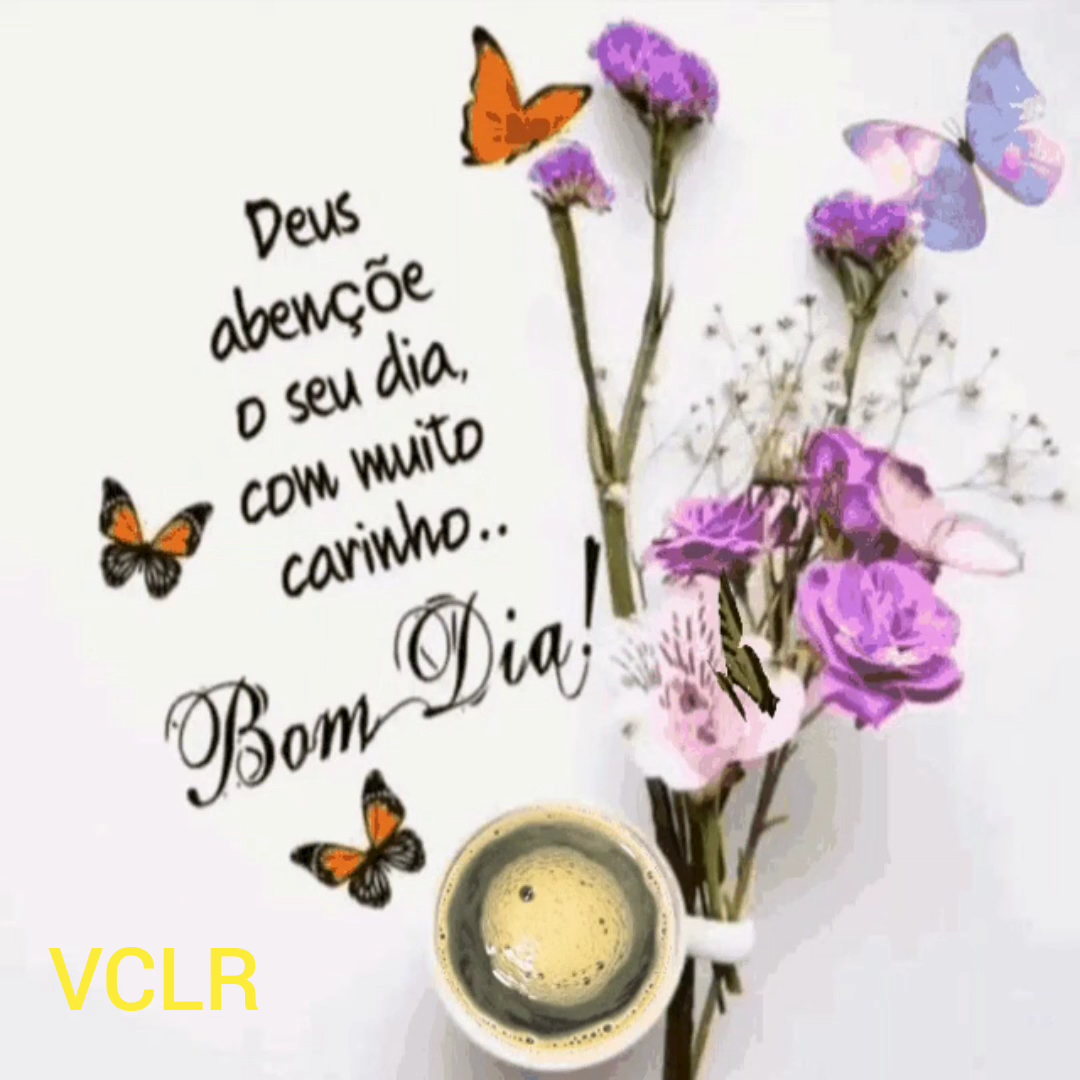 Deus
abençõe
o seu dia,
com muito
carinho..
Bom Dia!
VCLR